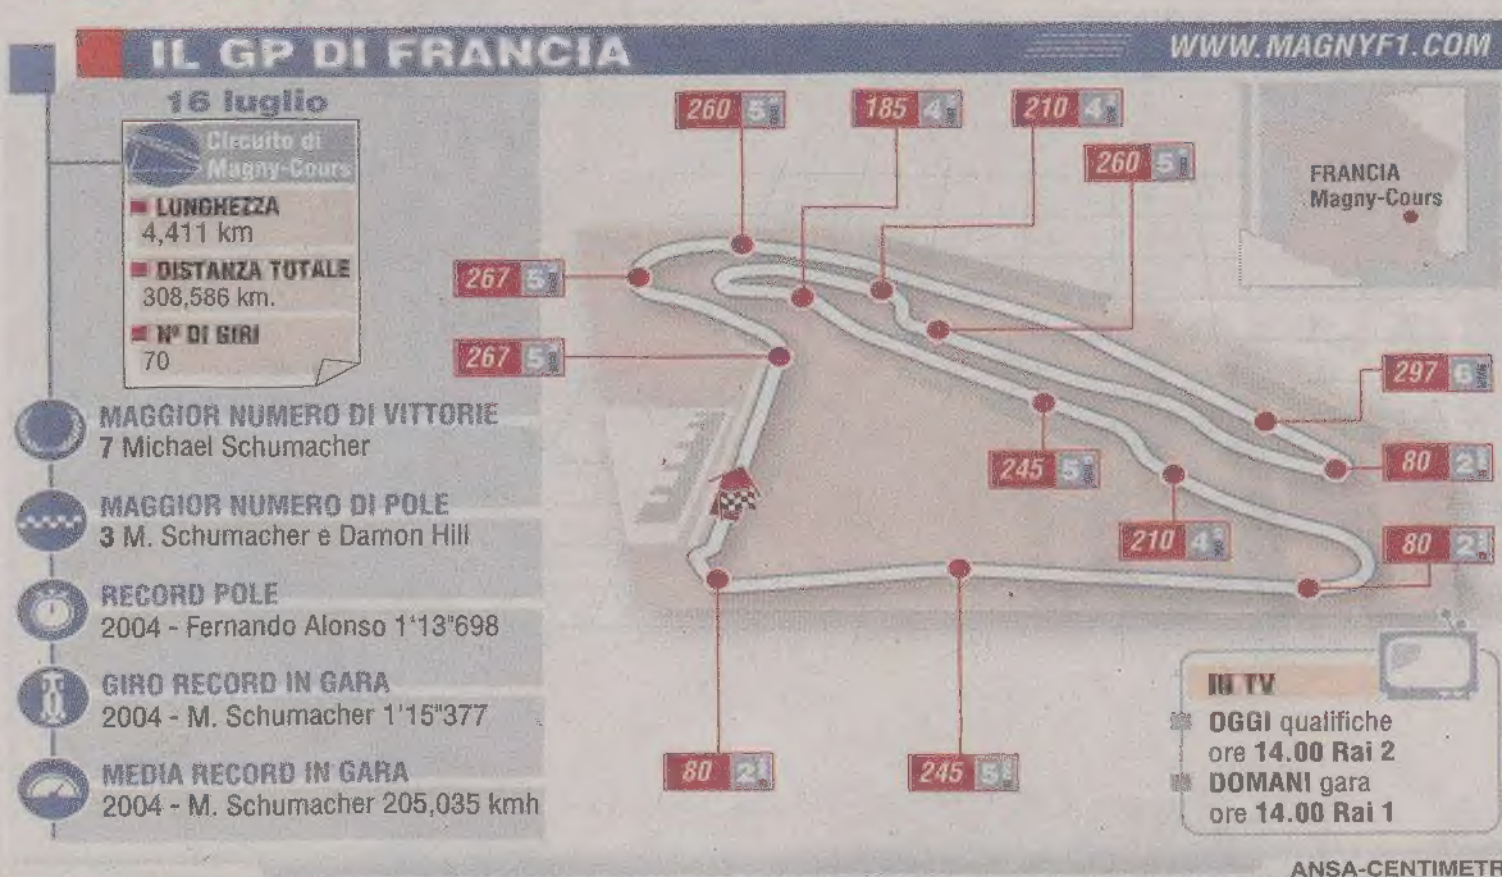 IL GP DI FRANCIA
WWW.MAGNYF1.COM
16 luglio
Circuito di
Magny-Cours
LUNGHEZZA
4,411 km
DISTANZA TOTALE
308,586 km.
Nº DI GIRI
70
MAGGIOR NUMERO DI VITTORIE
7 Michael Schumacher
MAGGIOR NUMERO DI POLE
3 M. Schumacher e Damon Hill
RECORD POLE
2004 - Fernando Alonso 1'13"698
GIRO RECORD IN GARA
2004 - M. Schumacher 1'15"377
MEDIA RECORD IN GARA
2004 - M. Schumacher 205,035 kmh
260 5
185 4
210 4
260 5
267 5
267 5
297 6
80 2
245 5
210 4
80 2
80 2
245 5
FRANCIA
Magny-Cours
IN TV
OGGI qualifiche
ore 14.00 Rai 2
DOMANI gara
ore 14.00 Rai 1
ANSA-CENTIMETR